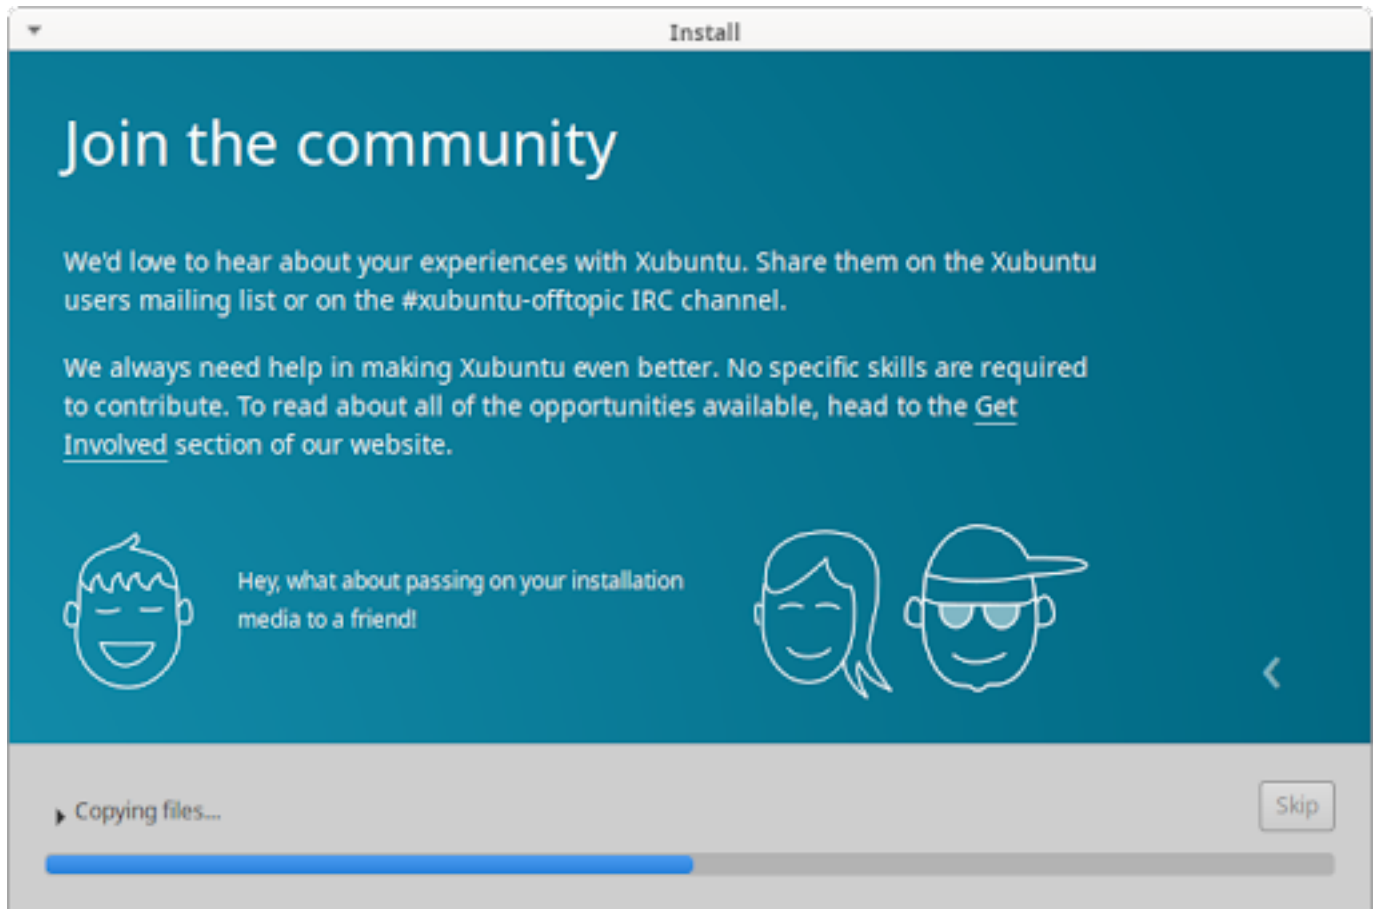 Install
Join the community
We'd love to hear about your experiences with Xubuntu. Share them on the Xubuntu
users mailing list or on the #xubuntu-offtopic IRC channel.
We always need help in making Xubuntu even better. No specific skills are required
to contribute. To read about all of the opportunities available, head to the Get
Involved section of our website.
Hey, what about passing on your installation
media to a friend!
Copying files...
Skip